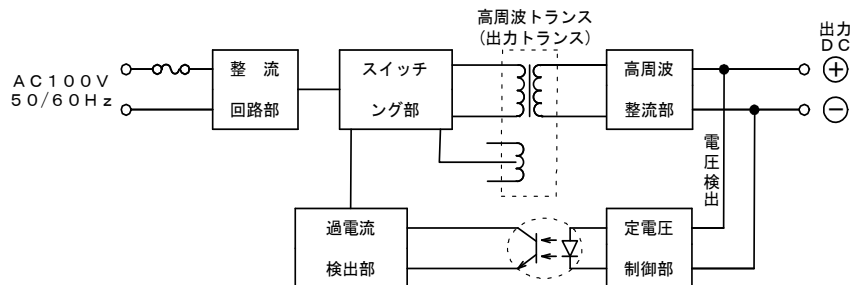 高周波トランス
(出力トランス)
出力
DC
AC100V
50/60Hz
整 流
回路部
スイッチ
ング部
高周波
整流部
⊕
⊖
電圧検出
過電流
検出部
定電圧
制御部